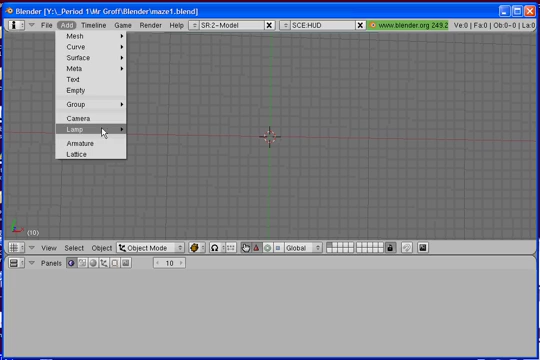 Blender [Y:\_Period 1\Mr Groff\Blender\maze1.blend]
File Add Timeline Game Render Help SR:2-Model SCE:HUD www.blender.org 249.2 Ve:0 | Fa:0 | Ob:0-0 | La:0
Mesh
Curve
Surface
Meta
Text
Empty
Group
Camera
Lamp
Armature
Lattice
(10)
View Select Object Object Mode Global
Panels 10